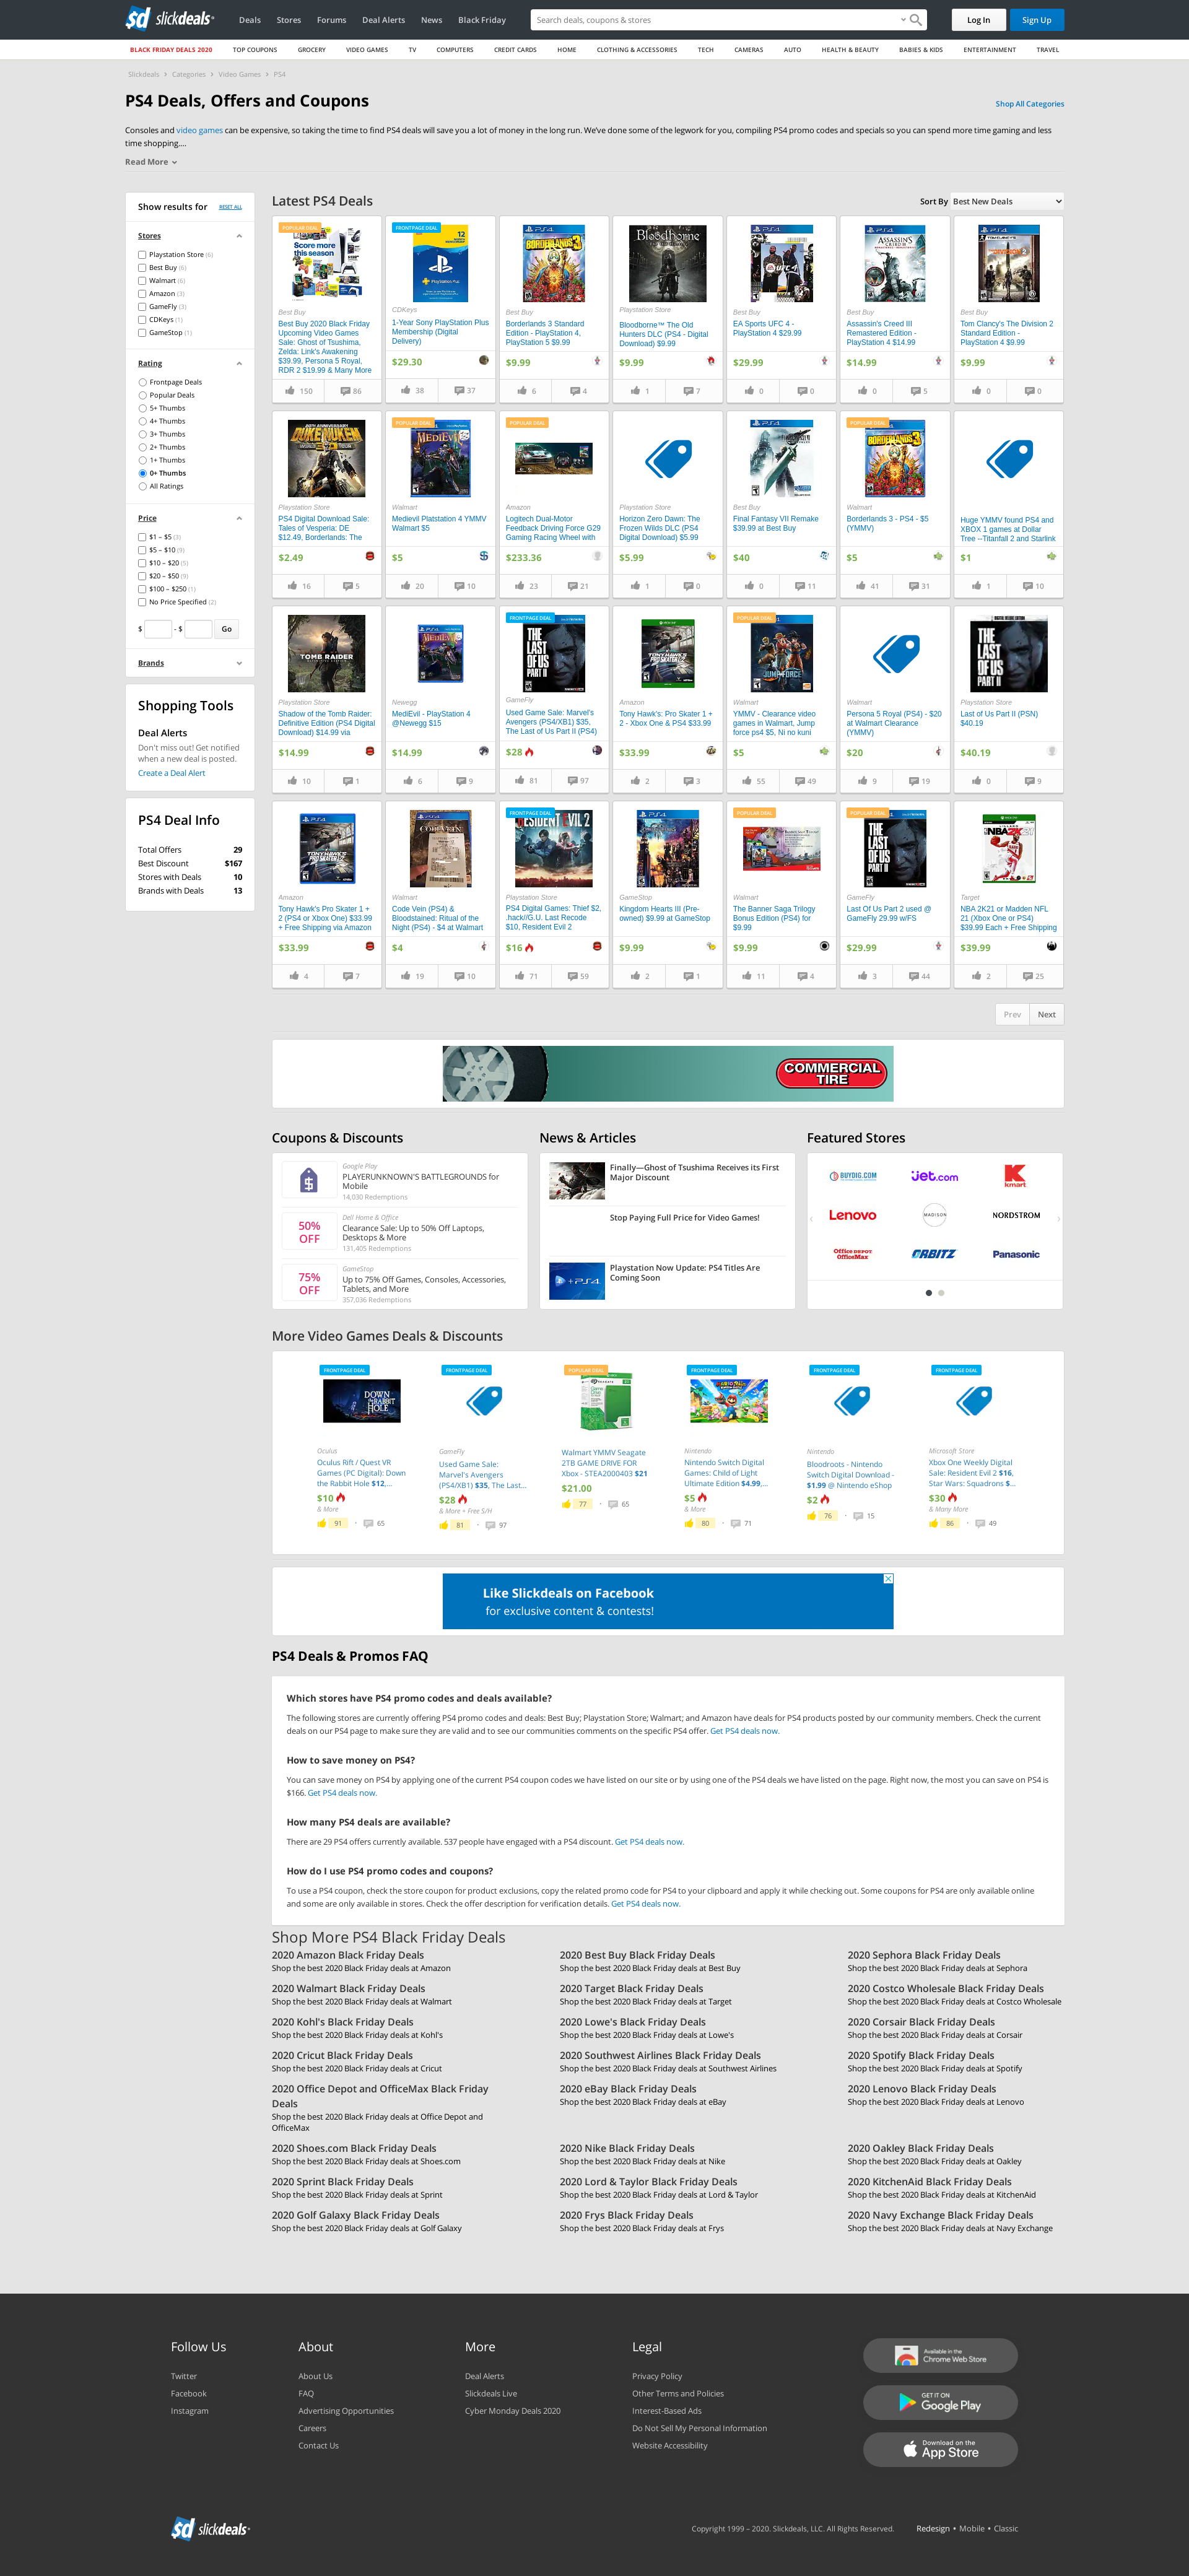 sd slickdeals
Deals Stores Forums Deal Alerts News Black Friday
Search deals, coupons & stores
Log In Sign Up
BLACK FRIDAY DEALS 2020 TOP COUPONS GROCERY VIDEO GAMES TV COMPUTERS CREDIT CARDS HOME CLOTHING & ACCESSORIES TECH CAMERAS AUTO HEALTH & BEAUTY BABIES & KIDS ENTERTAINMENT TRAVEL
Slickdeals › Categories › Video Games › PS4
PS4 Deals, Offers and Coupons
Shop All Categories
Consoles and video games can be expensive, so taking the time to find PS4 deals will save you a lot of money in the long run. We've done some of the legwork for you, compiling PS4 promo codes and specials so you can spend more time gaming and less
time shopping....
Read More
Show results for RESET ALL
Stores
Playstation Store (6)
Best Buy (6)
Walmart (6)
Amazon (3)
GameFly (3)
CDKeys (1)
GameStop (1)
Rating
Frontpage Deals
Popular Deals
5+ Thumbs
4+ Thumbs
3+ Thumbs
2+ Thumbs
1+ Thumbs
0+ Thumbs
All Ratings
Price
$1 – $5 (3)
$5 – $10 (9)
$10 – $20 (5)
$20 – $50 (9)
$100 – $250 (1)
No Price Specified (2)
$ - $ Go
Brands
Shopping Tools
Deal Alerts
Don't miss out! Get notified
when a new deal is posted.
Create a Deal Alert
PS4 Deal Info
Total Offers 29
Best Discount $167
Stores with Deals 10
Brands with Deals 13
Latest PS4 Deals
Sort By Best New Deals
POPULAR DEAL
Score more
this season
Best Buy
Best Buy 2020 Black Friday
Upcoming Video Games
Sale: Ghost of Tsushima,
Zelda: Link's Awakening
$39.99, Persona 5 Royal,
RDR 2 $19.99 & Many More
150 86
FRONTPAGE DEAL
12
CDKeys
1-Year Sony PlayStation Plus
Membership (Digital
Delivery)
$29.30
38 37
Best Buy
Borderlands 3 Standard
Edition - PlayStation 4,
PlayStation 5 $9.99
$9.99
6 4
Bloodborne
Playstation Store
Bloodborne™ The Old
Hunters DLC (PS4 - Digital
Download) $9.99
$9.99
1 7
Best Buy
EA Sports UFC 4 -
PlayStation 4 $29.99
$29.99
0 0
Best Buy
Assassin's Creed III
Remastered Edition -
PlayStation 4 $14.99
$14.99
0 5
Best Buy
Tom Clancy's The Division 2
Standard Edition -
PlayStation 4 $9.99
$9.99
0 0
DUKE NUKEM
Playstation Store
PS4 Digital Download Sale:
Tales of Vesperia: DE
$12.49, Borderlands: The
$2.49
16 5
POPULAR DEAL
MEDIEVIL
Walmart
Medievil Platstation 4 YMMV
Walmart $5
$5
20 10
POPULAR DEAL
Amazon
Logitech Dual-Motor
Feedback Driving Force G29
Gaming Racing Wheel with
$233.36
23 21
Playstation Store
Horizon Zero Dawn: The
Frozen Wilds DLC (PS4
Digital Download) $5.99
$5.99
1 0
Best Buy
Final Fantasy VII Remake
$39.99 at Best Buy
$40
0 11
POPULAR DEAL
BORDERLANDS 3
Walmart
Borderlands 3 - PS4 - $5
(YMMV)
$5
41 31
Huge YMMV found PS4 and
XBOX 1 games at Dollar
Tree --Titanfall 2 and Starlink
$1
1 10
TOMB RAIDER
Playstation Store
Shadow of the Tomb Raider:
Definitive Edition (PS4 Digital
Download) $14.99 via
$14.99
10 1
Newegg
MediEvil - PlayStation 4
@Newegg $15
$14.99
6 9
FRONTPAGE DEAL
THE LAST
OF US
PART II
GameFly
Used Game Sale: Marvel's
Avengers (PS4/XB1) $35,
The Last of Us Part II (PS4)
$28
81 97
Amazon
Tony Hawk's: Pro Skater 1 +
2 - Xbox One & PS4 $33.99
$33.99
2 3
POPULAR DEAL
JUMP FORCE
Walmart
YMMV - Clearance video
games in Walmart, Jump
force ps4 $5, Ni no kuni
$5
55 49
Walmart
Persona 5 Royal (PS4) - $20
at Walmart Clearance
(YMMV)
$20
9 19
THE LAST
OF US
PART II
Playstation Store
Last of Us Part II (PSN)
$40.19
$40.19
0 9
Amazon
Tony Hawk's Pro Skater 1 +
2 (PS4 or Xbox One) $33.99
+ Free Shipping via Amazon
$33.99
4 7
CODE VEIN
Walmart
Code Vein (PS4) &
Bloodstained: Ritual of the
Night (PS4) - $4 at Walmart
$4
19 10
FRONTPAGE DEAL
RESIDENT EVIL 2
Playstation Store
PS4 Digital Games: Thief $2,
.hack//G.U. Last Recode
$10, Resident Evil 2
$16
71 59
GameStop
Kingdom Hearts III (Pre-
owned) $9.99 at GameStop
$9.99
2 1
POPULAR DEAL
Walmart
The Banner Saga Trilogy
Bonus Edition (PS4) for
$9.99
$9.99
11 4
POPULAR DEAL
THE LAST
OF US
PART II
GameFly
Last Of Us Part 2 used @
GameFly 29.99 w/FS
$29.99
3 44
NBA 2K21
Target
NBA 2K21 or Madden NFL
21 (Xbox One or PS4)
$39.99 Each + Free Shipping
$39.99
2 25
Prev Next
COMMERCIAL
TIRE
Coupons & Discounts
Google Play
PLAYERUNKNOWN'S BATTLEGROUNDS for
Mobile
14,030 Redemptions
50%
OFF
Dell Home & Office
Clearance Sale: Up to 50% Off Laptops,
Desktops & More
131,405 Redemptions
75%
OFF
GameStop
Up to 75% Off Games, Consoles, Accessories,
Tablets, and More
357,036 Redemptions
News & Articles
Finally—Ghost of Tsushima Receives its First
Major Discount
Stop Paying Full Price for Video Games!
+PS4
Playstation Now Update: PS4 Titles Are
Coming Soon
Featured Stores
BUYDIG.COM Jet.com kmart
Lenovo MADISON NORDSTROM
Office DEPOT OfficeMax ORBITZ Panasonic
More Video Games Deals & Discounts
FRONTPAGE DEAL
DOWN THE RABBIT HOLE
Oculus
Oculus Rift / Quest VR
Games (PC Digital): Down
the Rabbit Hole $12,...
$10
& More
91 • 65
FRONTPAGE DEAL
GameFly
Used Game Sale:
Marvel's Avengers
(PS4/XB1) $35, The Last...
$28
& More + Free S/H
81 • 97
POPULAR DEAL
Walmart YMMV Seagate
2TB GAME DRIVE FOR
Xbox - STEA2000403 $21
$21.00
77 • 65
FRONTPAGE DEAL
Nintendo
Nintendo Switch Digital
Games: Child of Light
Ultimate Edition $4.99,...
$5
& More
80 • 71
FRONTPAGE DEAL
Nintendo
Bloodroots - Nintendo
Switch Digital Download -
$1.99 @ Nintendo eShop
$2
76 • 15
FRONTPAGE DEAL
Microsoft Store
Xbox One Weekly Digital
Sale: Resident Evil 2 $16,
Star Wars: Squadrons $...
$30
& Many More
86 • 49
Like Slickdeals on Facebook
for exclusive content & contests!
PS4 Deals & Promos FAQ
Which stores have PS4 promo codes and deals available?
The following stores are currently offering PS4 promo codes and deals: Best Buy; Playstation Store; Walmart; and Amazon have deals for PS4 products posted by our community members. Check the current
deals on our PS4 page to make sure they are valid and to see our communities comments on the specific PS4 offer. Get PS4 deals now.
How to save money on PS4?
You can save money on PS4 by applying one of the current PS4 coupon codes we have listed on our site or by using one of the PS4 deals we have listed on the page. Right now, the most you can save on PS4 is
$166. Get PS4 deals now.
How many PS4 deals are available?
There are 29 PS4 offers currently available. 537 people have engaged with a PS4 discount. Get PS4 deals now.
How do I use PS4 promo codes and coupons?
To use a PS4 coupon, check the store coupon for product exclusions, copy the related promo code for PS4 to your clipboard and apply it while checking out. Some coupons for PS4 are only available online
and some are only available in stores. Check the offer description for verification details. Get PS4 deals now.
Shop More PS4 Black Friday Deals
2020 Amazon Black Friday Deals
Shop the best 2020 Black Friday deals at Amazon
2020 Best Buy Black Friday Deals
Shop the best 2020 Black Friday deals at Best Buy
2020 Sephora Black Friday Deals
Shop the best 2020 Black Friday deals at Sephora
2020 Walmart Black Friday Deals
Shop the best 2020 Black Friday deals at Walmart
2020 Target Black Friday Deals
Shop the best 2020 Black Friday deals at Target
2020 Costco Wholesale Black Friday Deals
Shop the best 2020 Black Friday deals at Costco Wholesale
2020 Kohl's Black Friday Deals
Shop the best 2020 Black Friday deals at Kohl's
2020 Lowe's Black Friday Deals
Shop the best 2020 Black Friday deals at Lowe's
2020 Corsair Black Friday Deals
Shop the best 2020 Black Friday deals at Corsair
2020 Cricut Black Friday Deals
Shop the best 2020 Black Friday deals at Cricut
2020 Southwest Airlines Black Friday Deals
Shop the best 2020 Black Friday deals at Southwest Airlines
2020 Spotify Black Friday Deals
Shop the best 2020 Black Friday deals at Spotify
2020 Office Depot and OfficeMax Black Friday
Deals
Shop the best 2020 Black Friday deals at Office Depot and
OfficeMax
2020 eBay Black Friday Deals
Shop the best 2020 Black Friday deals at eBay
2020 Lenovo Black Friday Deals
Shop the best 2020 Black Friday deals at Lenovo
2020 Shoes.com Black Friday Deals
Shop the best 2020 Black Friday deals at Shoes.com
2020 Nike Black Friday Deals
Shop the best 2020 Black Friday deals at Nike
2020 Oakley Black Friday Deals
Shop the best 2020 Black Friday deals at Oakley
2020 Sprint Black Friday Deals
Shop the best 2020 Black Friday deals at Sprint
2020 Lord & Taylor Black Friday Deals
Shop the best 2020 Black Friday deals at Lord & Taylor
2020 KitchenAid Black Friday Deals
Shop the best 2020 Black Friday deals at KitchenAid
2020 Golf Galaxy Black Friday Deals
Shop the best 2020 Black Friday deals at Golf Galaxy
2020 Frys Black Friday Deals
Shop the best 2020 Black Friday deals at Frys
2020 Navy Exchange Black Friday Deals
Shop the best 2020 Black Friday deals at Navy Exchange
Follow Us
Twitter
Facebook
Instagram
About
About Us
FAQ
Advertising Opportunities
Careers
Contact Us
More
Deal Alerts
Slickdeals Live
Cyber Monday Deals 2020
Legal
Privacy Policy
Other Terms and Policies
Interest-Based Ads
Do Not Sell My Personal Information
Website Accessibility
Available in the
Chrome Web Store
GET IT ON
Google Play
Download on the
App Store
sd slickdeals
Copyright 1999 – 2020. Slickdeals, LLC. All Rights Reserved. Redesign • Mobile • Classic